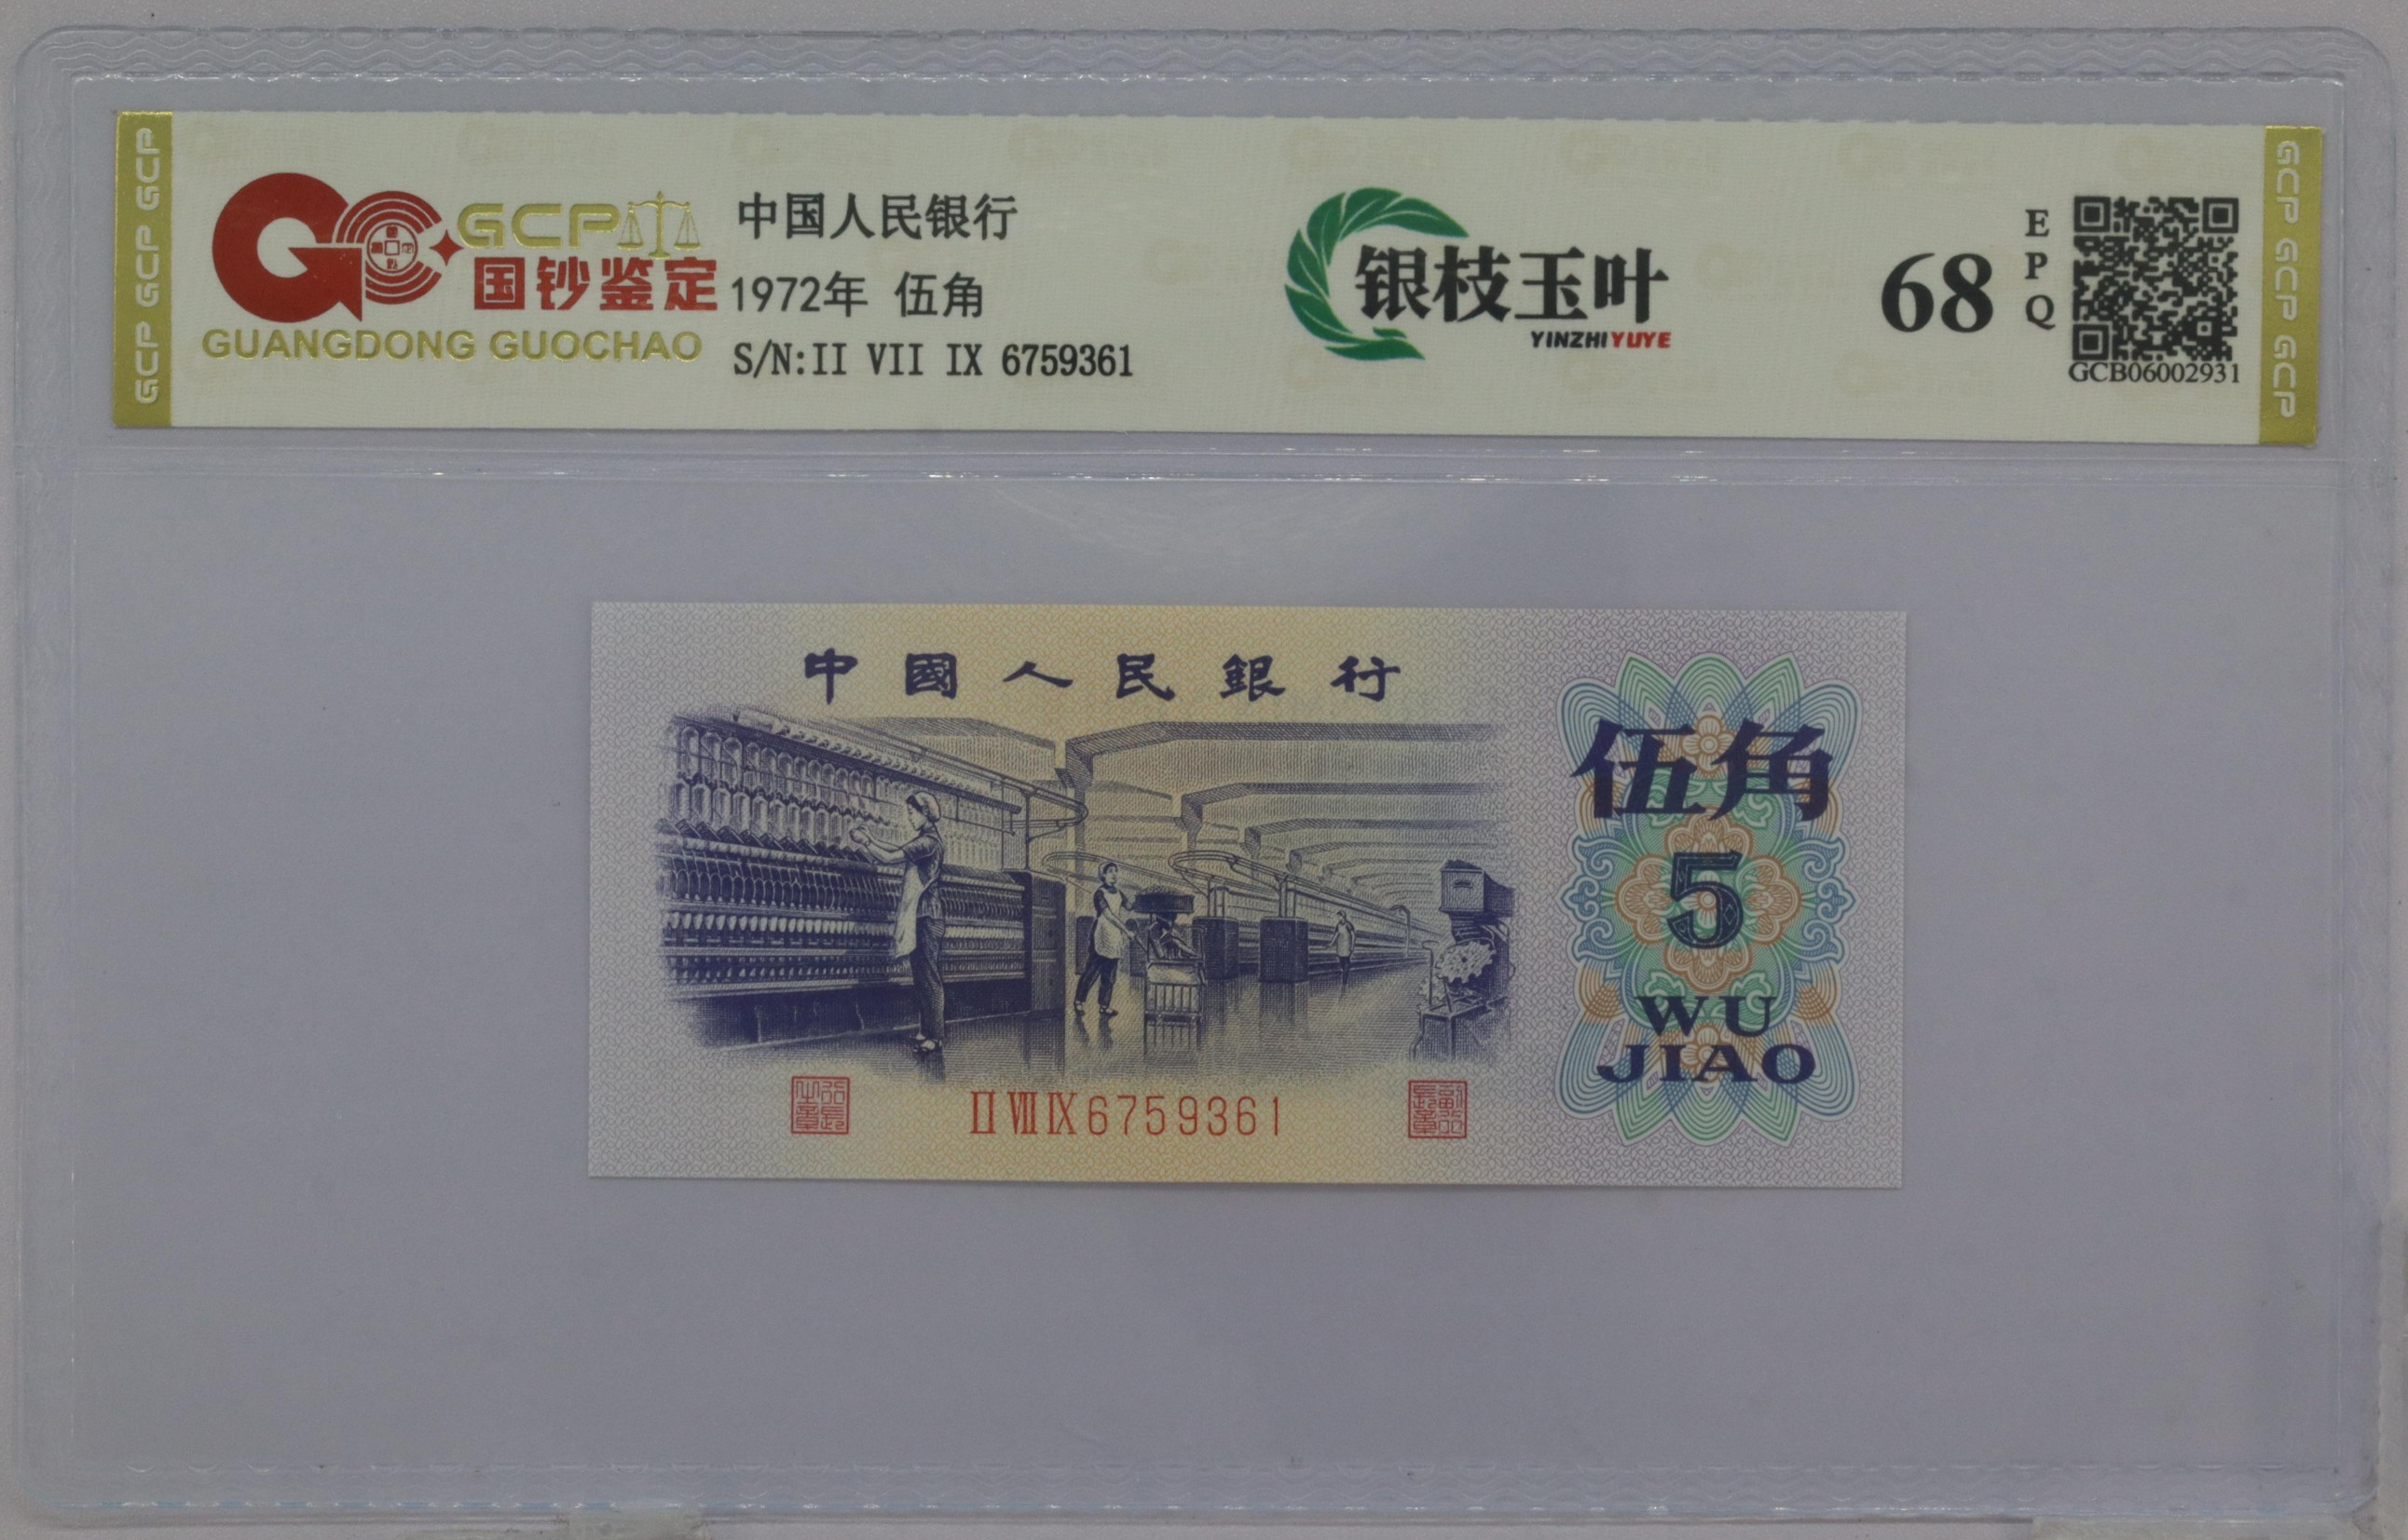 GCP GCP GCP
GCP
国钞鉴定
GUANGDONG GUOCHAO
中国人民银行
1972年 伍角
S/N:II VII IX 6759361
银枝玉叶
YINZHIYUYE
68
EPQ
GCB06002931
GCP GCP GCP
中國人民銀行
伍角
5
WU
JIAO
II VII IX 6759361